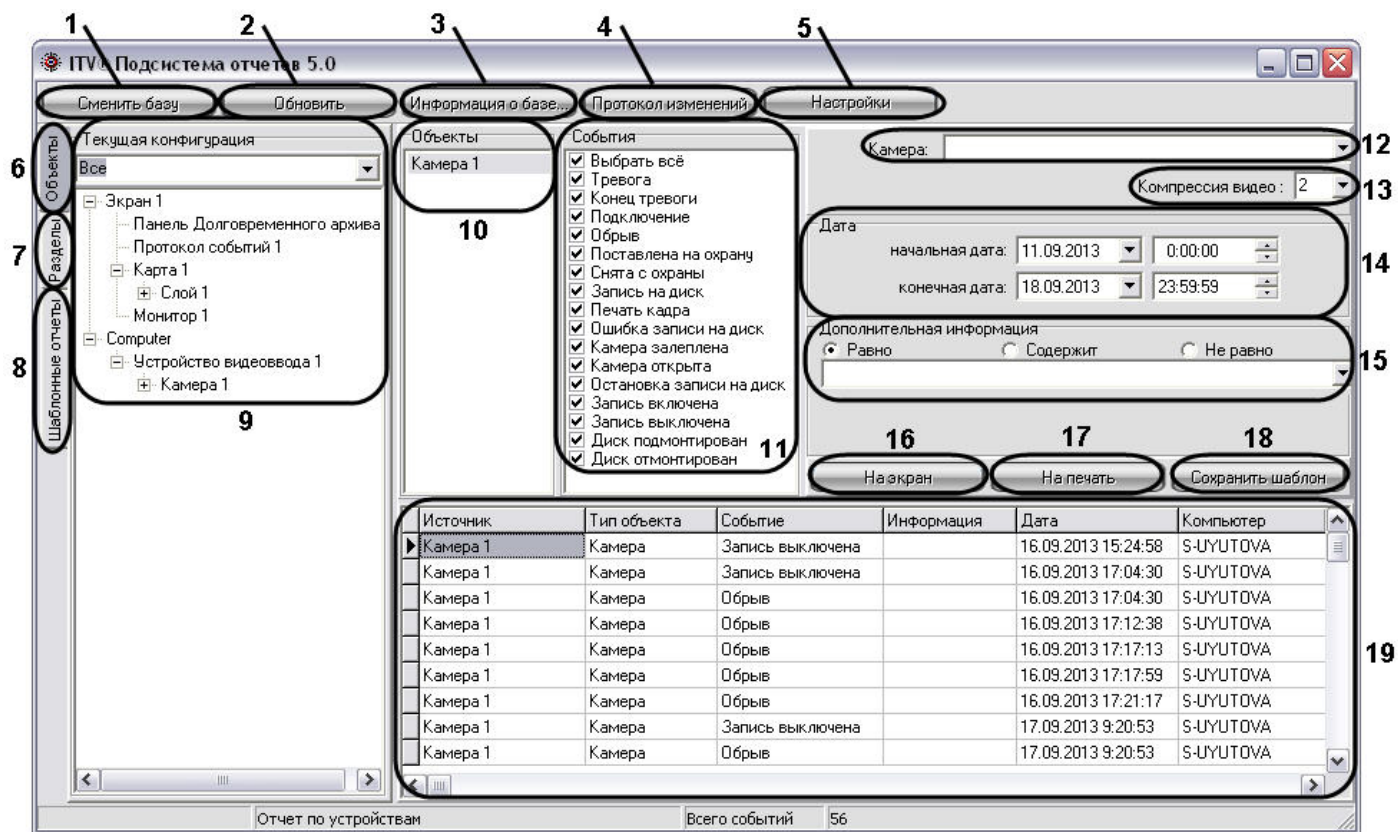 1 2 3 4 5
ITV® Подсистема отчетов 5.0
Сменить базу Обновить Информация о базе... Протокол изменений Настройки
6 Объекты
7 Разделы
8 Шаблонные отчеты
Текущая конфигурация
Все
Экран 1
Панель Долговременного архива
Протокол событий 1
Карта 1
Слой 1
Монитор 1
Computer
Устройство видеоввода 1
Камера 1
9
Объекты
Камера 1
10
События
Выбрать всё
Тревога
Конец тревоги
Подключение
Обрыв
Поставлена на охрану
Снята с охраны
Запись на диск
Печать кадра
Ошибка записи на диск
Камера залеплена
Камера открыта
Остановка записи на диск
Запись включена
Запись выключена
Диск подмонтирован
Диск отмонтирован
11
Камера: 12
Компрессия видео : 2 13
Дата
начальная дата: 11.09.2013 0:00:00
14
конечная дата: 18.09.2013 23:59:59
Дополнительная информация
Равно Содержит Не равно
15
16 17 18
На экран На печать Сохранить шаблон
Источник Тип объекта Событие Информация Дата Компьютер
Камера 1 Камера Запись выключена 16.09.2013 15:24:58 S-UYUTOVA
Камера 1 Камера Запись выключена 16.09.2013 17:04:30 S-UYUTOVA
Камера 1 Камера Обрыв 16.09.2013 17:04:30 S-UYUTOVA
Камера 1 Камера Обрыв 16.09.2013 17:12:38 S-UYUTOVA
Камера 1 Камера Обрыв 16.09.2013 17:17:13 S-UYUTOVA
Камера 1 Камера Обрыв 16.09.2013 17:17:59 S-UYUTOVA
Камера 1 Камера Обрыв 16.09.2013 17:21:17 S-UYUTOVA
Камера 1 Камера Запись выключена 17.09.2013 9:20:53 S-UYUTOVA
Камера 1 Камера Обрыв 17.09.2013 9:20:53 S-UYUTOVA
19
Отчет по устройствам Всего событий 56